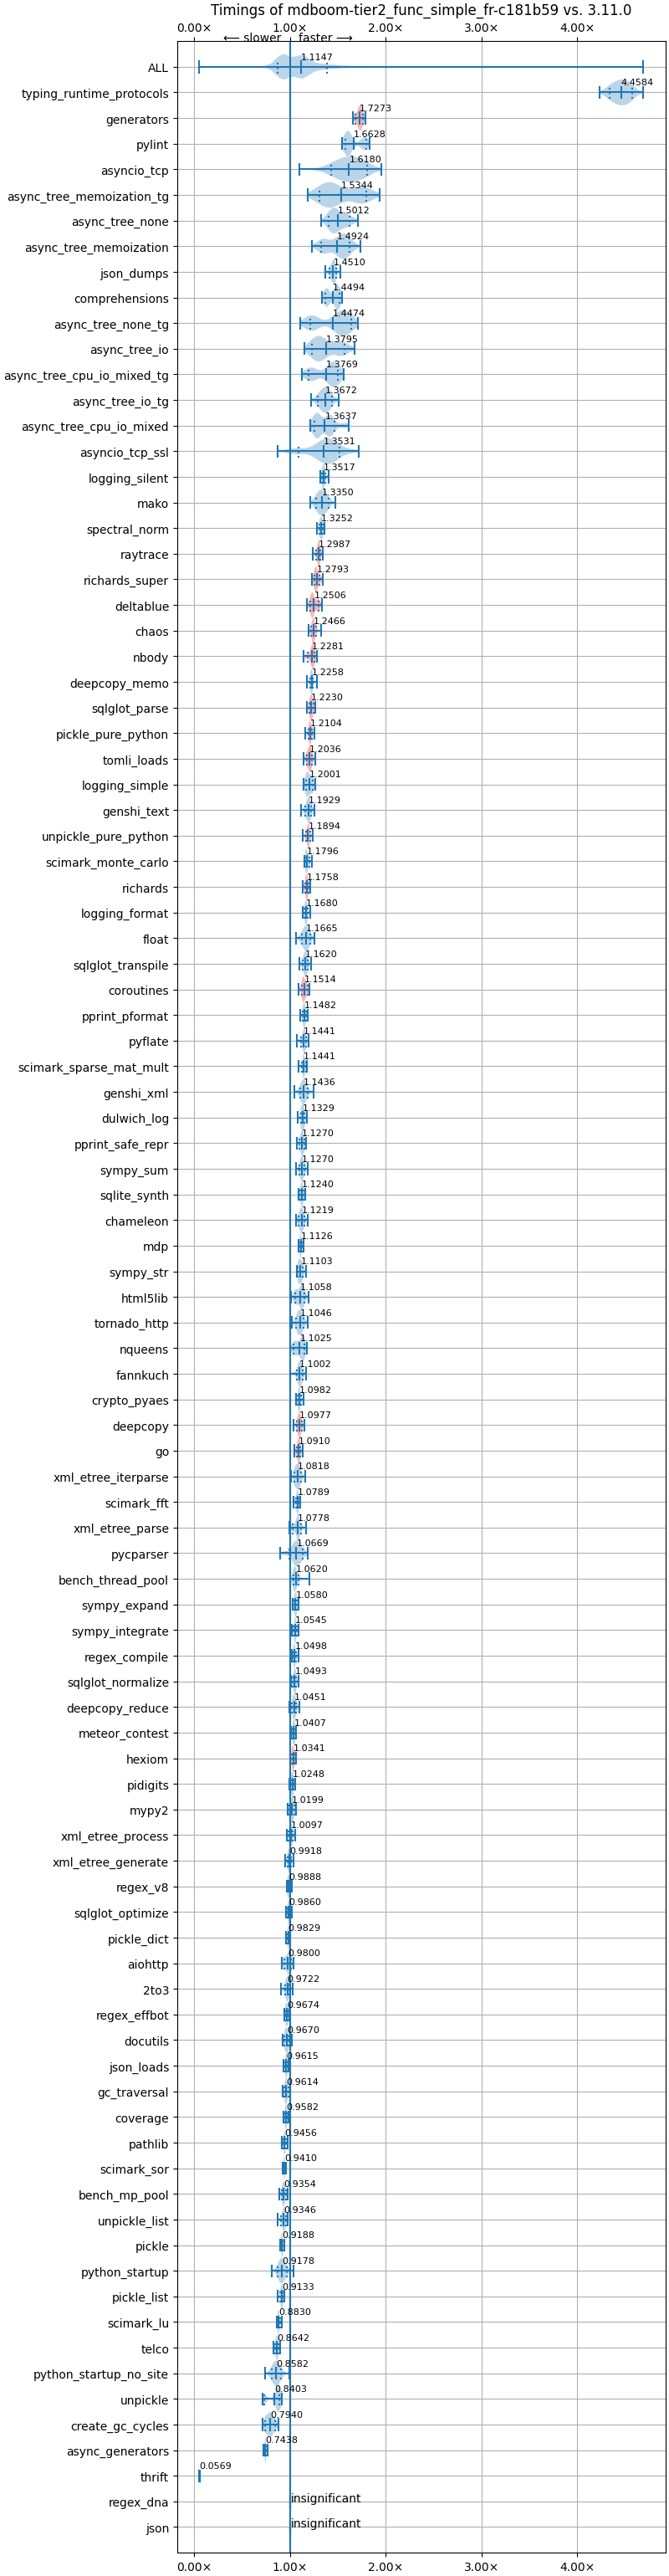 Timings of mdboom-tier2_func_simple_fr-c181b59 vs. 3.11.0
0.00× 1.00× 2.00× 3.00× 4.00×
⟵ slower faster ⟶
ALL 1.1147
typing_runtime_protocols 4.4584
generators 1.7273
pylint 1.6628
asyncio_tcp 1.6180
async_tree_memoization_tg 1.5344
async_tree_none 1.5012
async_tree_memoization 1.4924
json_dumps 1.4510
comprehensions 1.4494
async_tree_none_tg 1.4474
async_tree_io 1.3795
async_tree_cpu_io_mixed_tg 1.3769
async_tree_io_tg 1.3672
async_tree_cpu_io_mixed 1.3637
asyncio_tcp_ssl 1.3531
logging_silent 1.3517
mako 1.3350
spectral_norm 1.3252
raytrace 1.2987
richards_super 1.2793
deltablue 1.2506
chaos 1.2466
nbody 1.2281
deepcopy_memo 1.2258
sqlglot_parse 1.2230
pickle_pure_python 1.2104
tomli_loads 1.2036
logging_simple 1.2001
genshi_text 1.1929
unpickle_pure_python 1.1894
scimark_monte_carlo 1.1796
richards 1.1758
logging_format 1.1680
float 1.1665
sqlglot_transpile 1.1620
coroutines 1.1514
pprint_pformat 1.1482
pyflate 1.1441
scimark_sparse_mat_mult 1.1441
genshi_xml 1.1436
dulwich_log 1.1329
pprint_safe_repr 1.1270
sympy_sum 1.1270
sqlite_synth 1.1240
chameleon 1.1219
mdp 1.1126
sympy_str 1.1103
html5lib 1.1058
tornado_http 1.1046
nqueens 1.1025
fannkuch 1.1002
crypto_pyaes 1.0982
deepcopy 1.0977
go 1.0910
xml_etree_iterparse 1.0818
scimark_fft 1.0789
xml_etree_parse 1.0778
pycparser 1.0669
bench_thread_pool 1.0620
sympy_expand 1.0580
sympy_integrate 1.0545
regex_compile 1.0498
sqlglot_normalize 1.0493
deepcopy_reduce 1.0451
meteor_contest 1.0407
hexiom 1.0341
pidigits 1.0248
mypy2 1.0199
xml_etree_process 1.0097
xml_etree_generate 0.9918
regex_v8 0.9888
sqlglot_optimize 0.9860
pickle_dict 0.9829
aiohttp 0.9800
2to3 0.9722
regex_effbot 0.9674
docutils 0.9670
json_loads 0.9615
gc_traversal 0.9614
coverage 0.9582
pathlib 0.9456
scimark_sor 0.9410
bench_mp_pool 0.9354
unpickle_list 0.9346
pickle 0.9188
python_startup 0.9178
pickle_list 0.9133
scimark_lu 0.8830
telco 0.8642
python_startup_no_site 0.8582
unpickle 0.8403
create_gc_cycles 0.7940
async_generators 0.7438
thrift 0.0569
regex_dna insignificant
json insignificant
0.00× 1.00× 2.00× 3.00× 4.00×